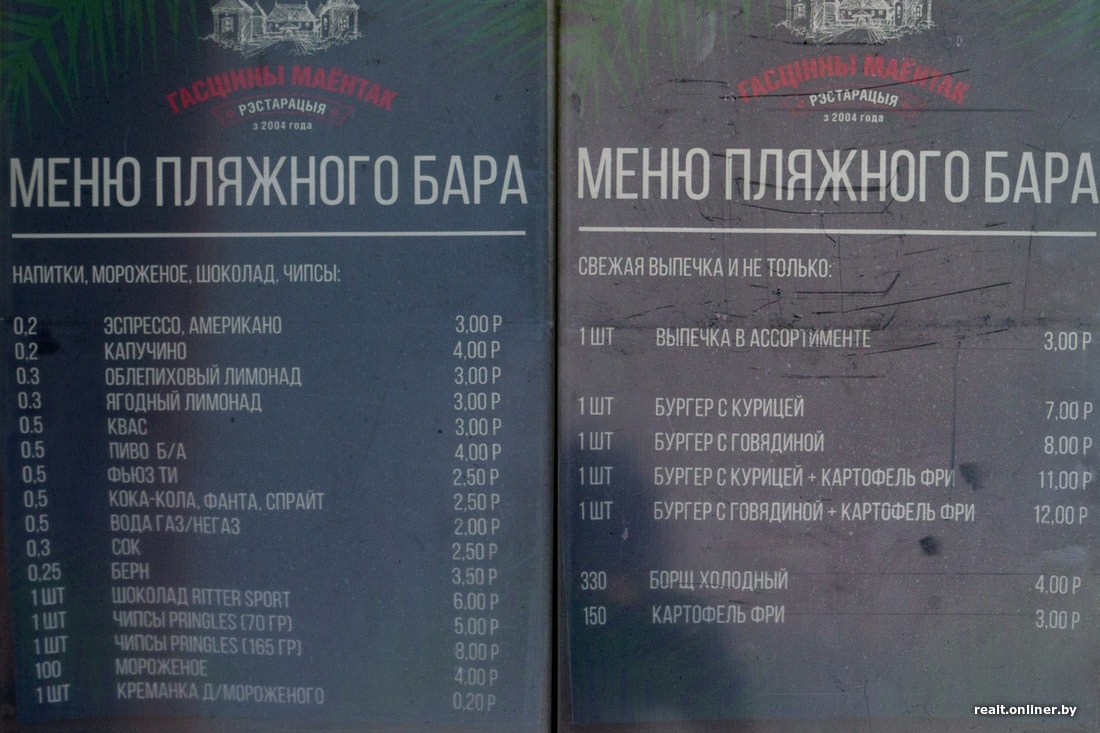 ГАСЦІННЫ МАЁНТАК
РЭСТАРАЦЫЯ
з 2004 года
МЕНЮ ПЛЯЖНОГО БАРА
НАПИТКИ, МОРОЖЕНОЕ, ШОКОЛАД, ЧИПСЫ:
0,2 ЭСПРЕССО, АМЕРИКАНО 3,00 Р
0,2 КАПУЧИНО 4,00 Р
0.3 ОБЛЕПИХОВЫЙ ЛИМОНАД 3,00 Р
0.3 ЯГОДНЫЙ ЛИМОНАД 3,00 Р
0.5 КВАС 3,00 Р
0.5 ПИВО Б/А 4,00 Р
0.5 ФЬЮЗ ТИ 2,50 Р
0,5 КОКА-КОЛА, ФАНТА, СПРАЙТ 2,50 Р
0,5 ВОДА ГАЗ/НЕГАЗ 2,00 Р
0,3 СОК 2,50 Р
0,25 БЕРН 3,50 Р
1 ШТ ШОКОЛАД RITTER SPORT 6,00 Р
1 ШТ ЧИПСЫ PRINGLES (70 ГР) 5,00 Р
1 ШТ ЧИПСЫ PRINGLES (165 ГР) 8,00 Р
100 МОРОЖЕНОЕ 4,00 Р
1 ШТ КРЕМАНКА Д/МОРОЖЕНОГО 0,20 Р
ГАСЦІННЫ МАЁНТАК
РЭСТАРАЦЫЯ
з 2004 года
МЕНЮ ПЛЯЖНОГО БАРА
СВЕЖАЯ ВЫПЕЧКА И НЕ ТОЛЬКО:
1 ШТ ВЫПЕЧКА В АССОРТИМЕНТЕ 3,00 Р
1 ШТ БУРГЕР С КУРИЦЕЙ 7.00 Р
1 ШТ БУРГЕР С ГОВЯДИНОЙ 8,00 Р
1 ШТ БУРГЕР С КУРИЦЕЙ + КАРТОФЕЛЬ ФРИ 11,00 Р
1 ШТ БУРГЕР С ГОВЯДИНОЙ + КАРТОФЕЛЬ ФРИ 12,00 Р
330 БОРЩ ХОЛОДНЫЙ 4.00 Р
150 КАРТОФЕЛЬ ФРИ 3,00 Р
realt.onliner.by